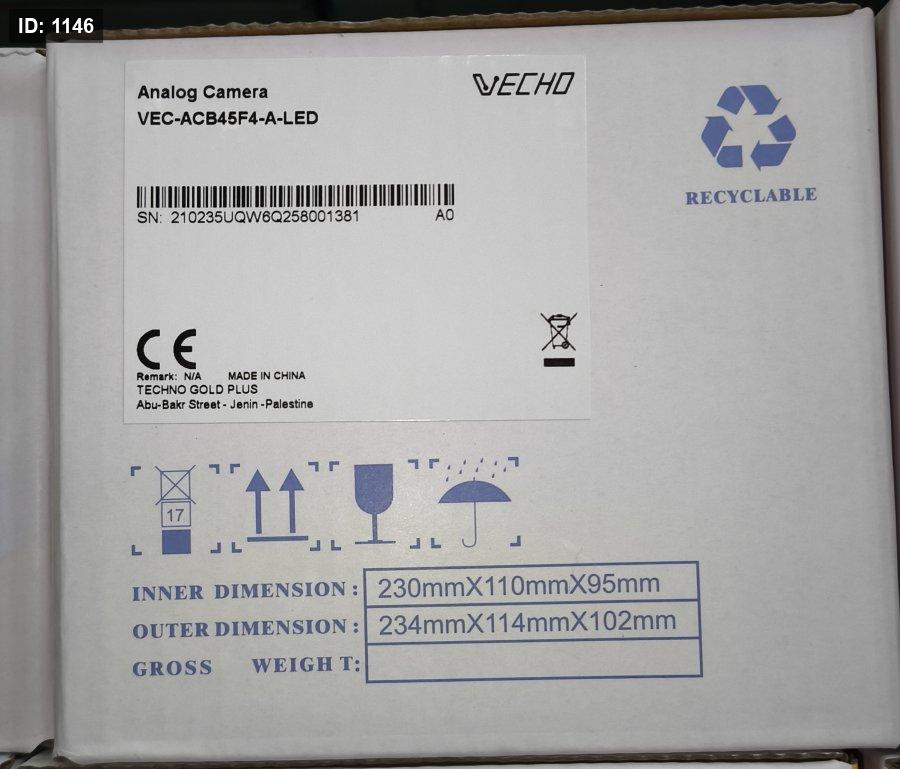 ID: 1146
Analog Camera
VECHO
VEC-ACB45F4-A-LED
RECYCLABLE
SN: 210235UQW6Q258001381 A0
CE
Remark: N/A MADE IN CHINA
TECHNO GOLD PLUS
Abu-Bakr Street - Jenin -Palestine
17
INNER DIMENSION: 230mmX110mmX95mm
OUTER DIMENSION: 234mmX114mmX102mm
GROSS WEIGH T: